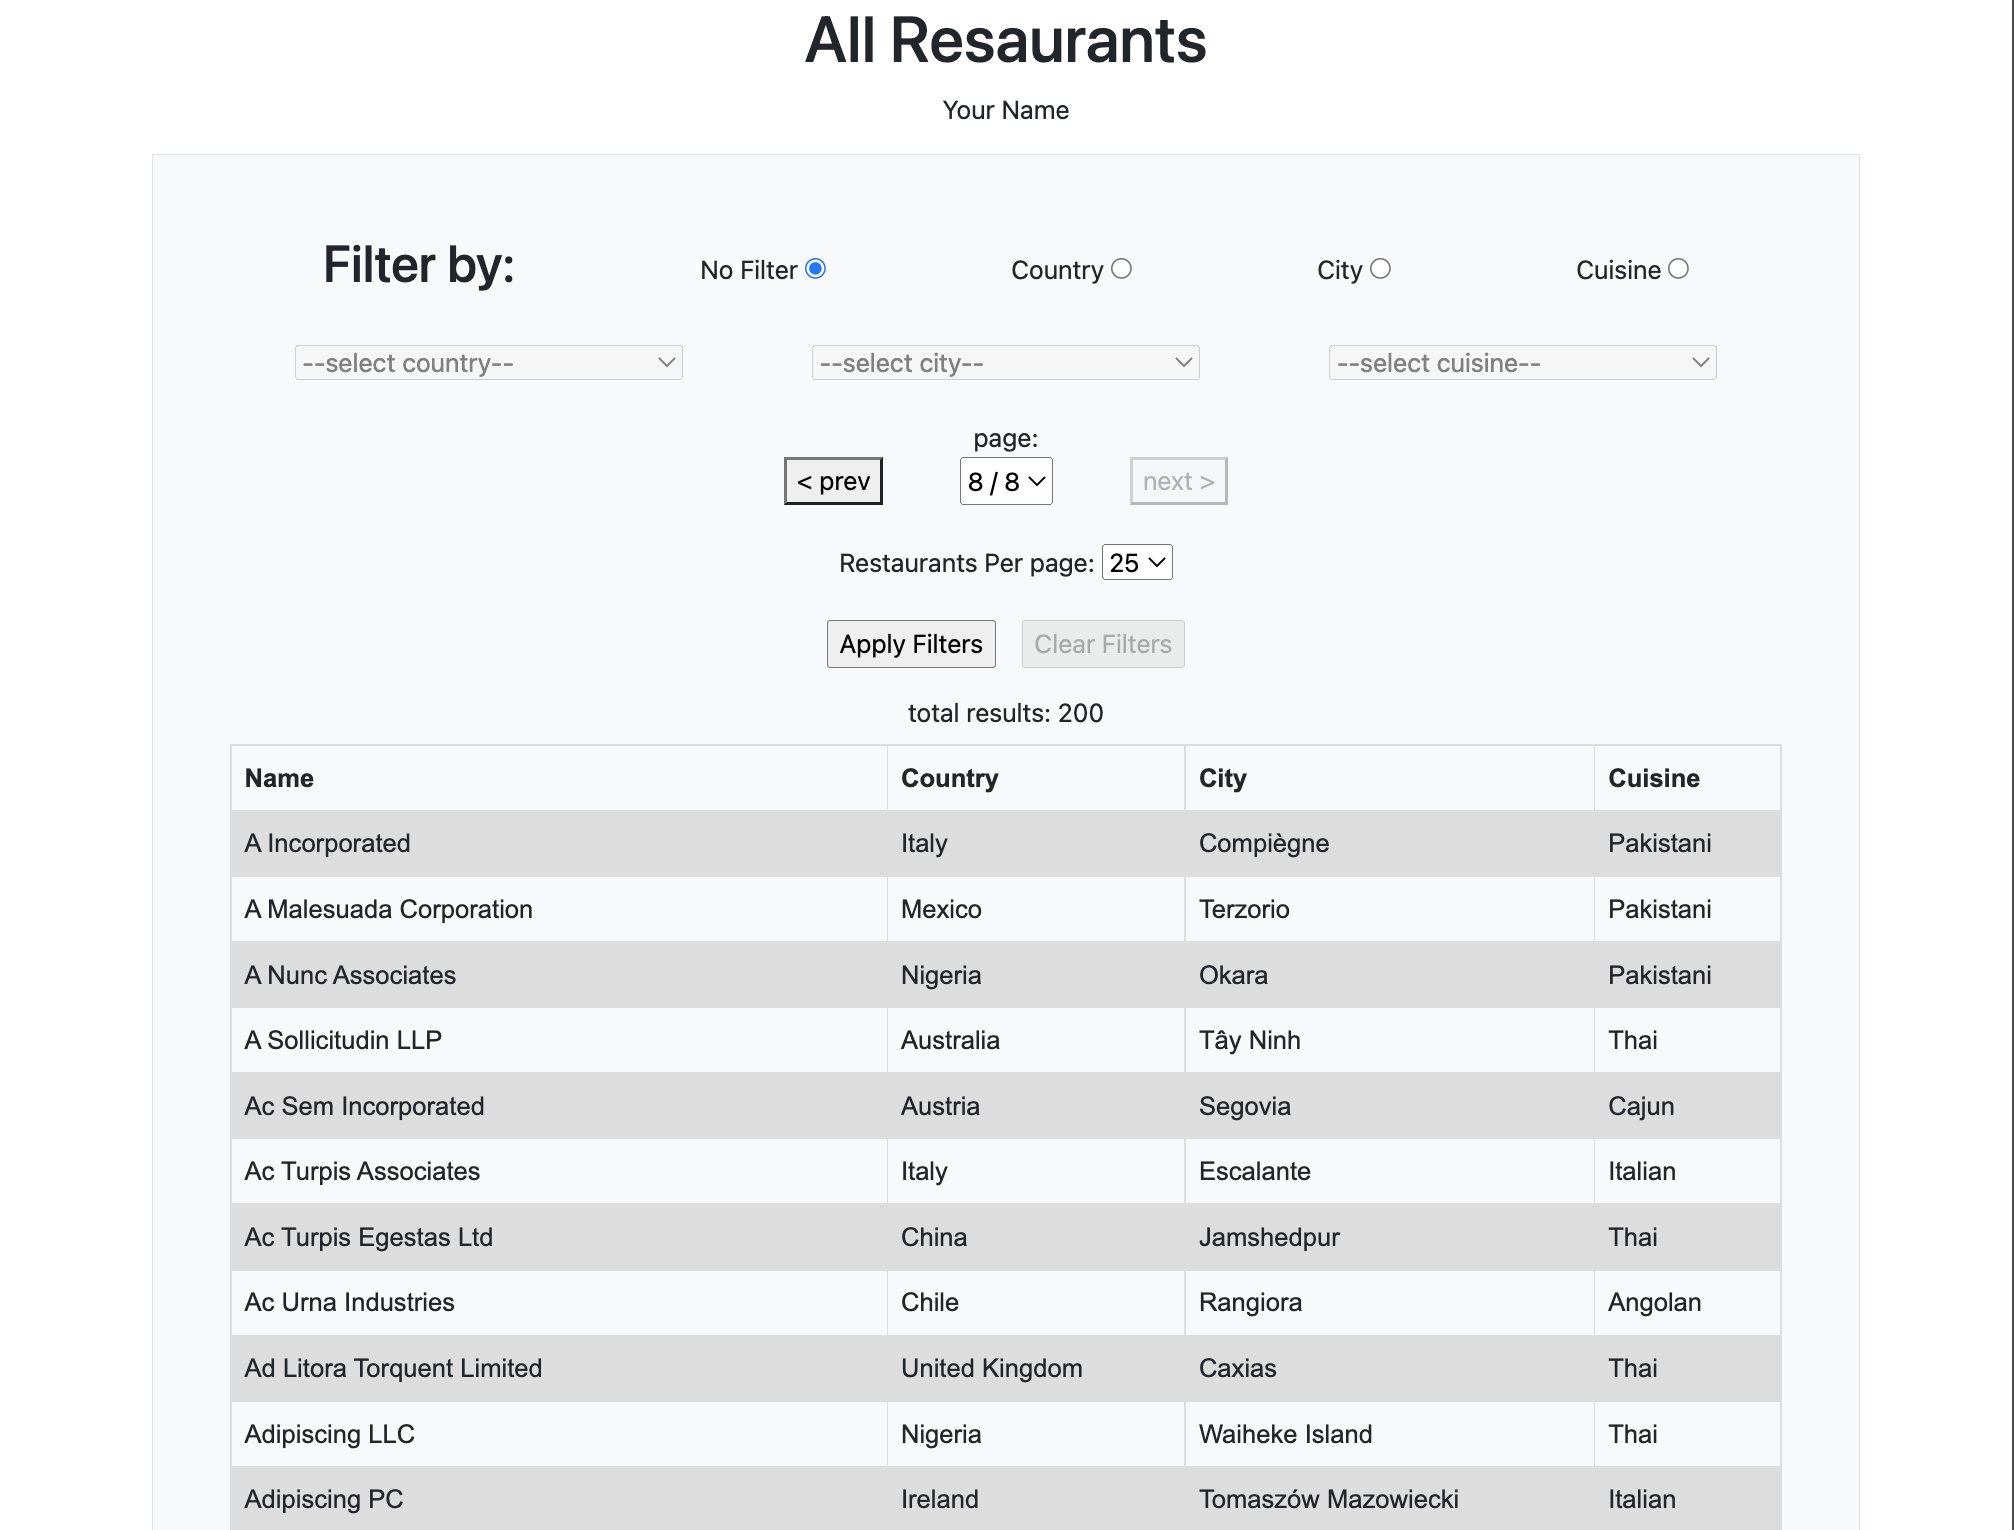 All Resaurants
Your Name
Filter by: No Filter Country City Cuisine
--select country-- --select city-- --select cuisine--
page:
< prev 8 / 8 next >
Restaurants Per page: 25
Apply Filters Clear Filters
total results: 200
Name Country City Cuisine
A Incorporated Italy Compiègne Pakistani
A Malesuada Corporation Mexico Terzorio Pakistani
A Nunc Associates Nigeria Okara Pakistani
A Sollicitudin LLP Australia Tây Ninh Thai
Ac Sem Incorporated Austria Segovia Cajun
Ac Turpis Associates Italy Escalante Italian
Ac Turpis Egestas Ltd China Jamshedpur Thai
Ac Urna Industries Chile Rangiora Angolan
Ad Litora Torquent Limited United Kingdom Caxias Thai
Adipiscing LLC Nigeria Waiheke Island Thai
Adipiscing PC Ireland Tomaszów Mazowiecki Italian